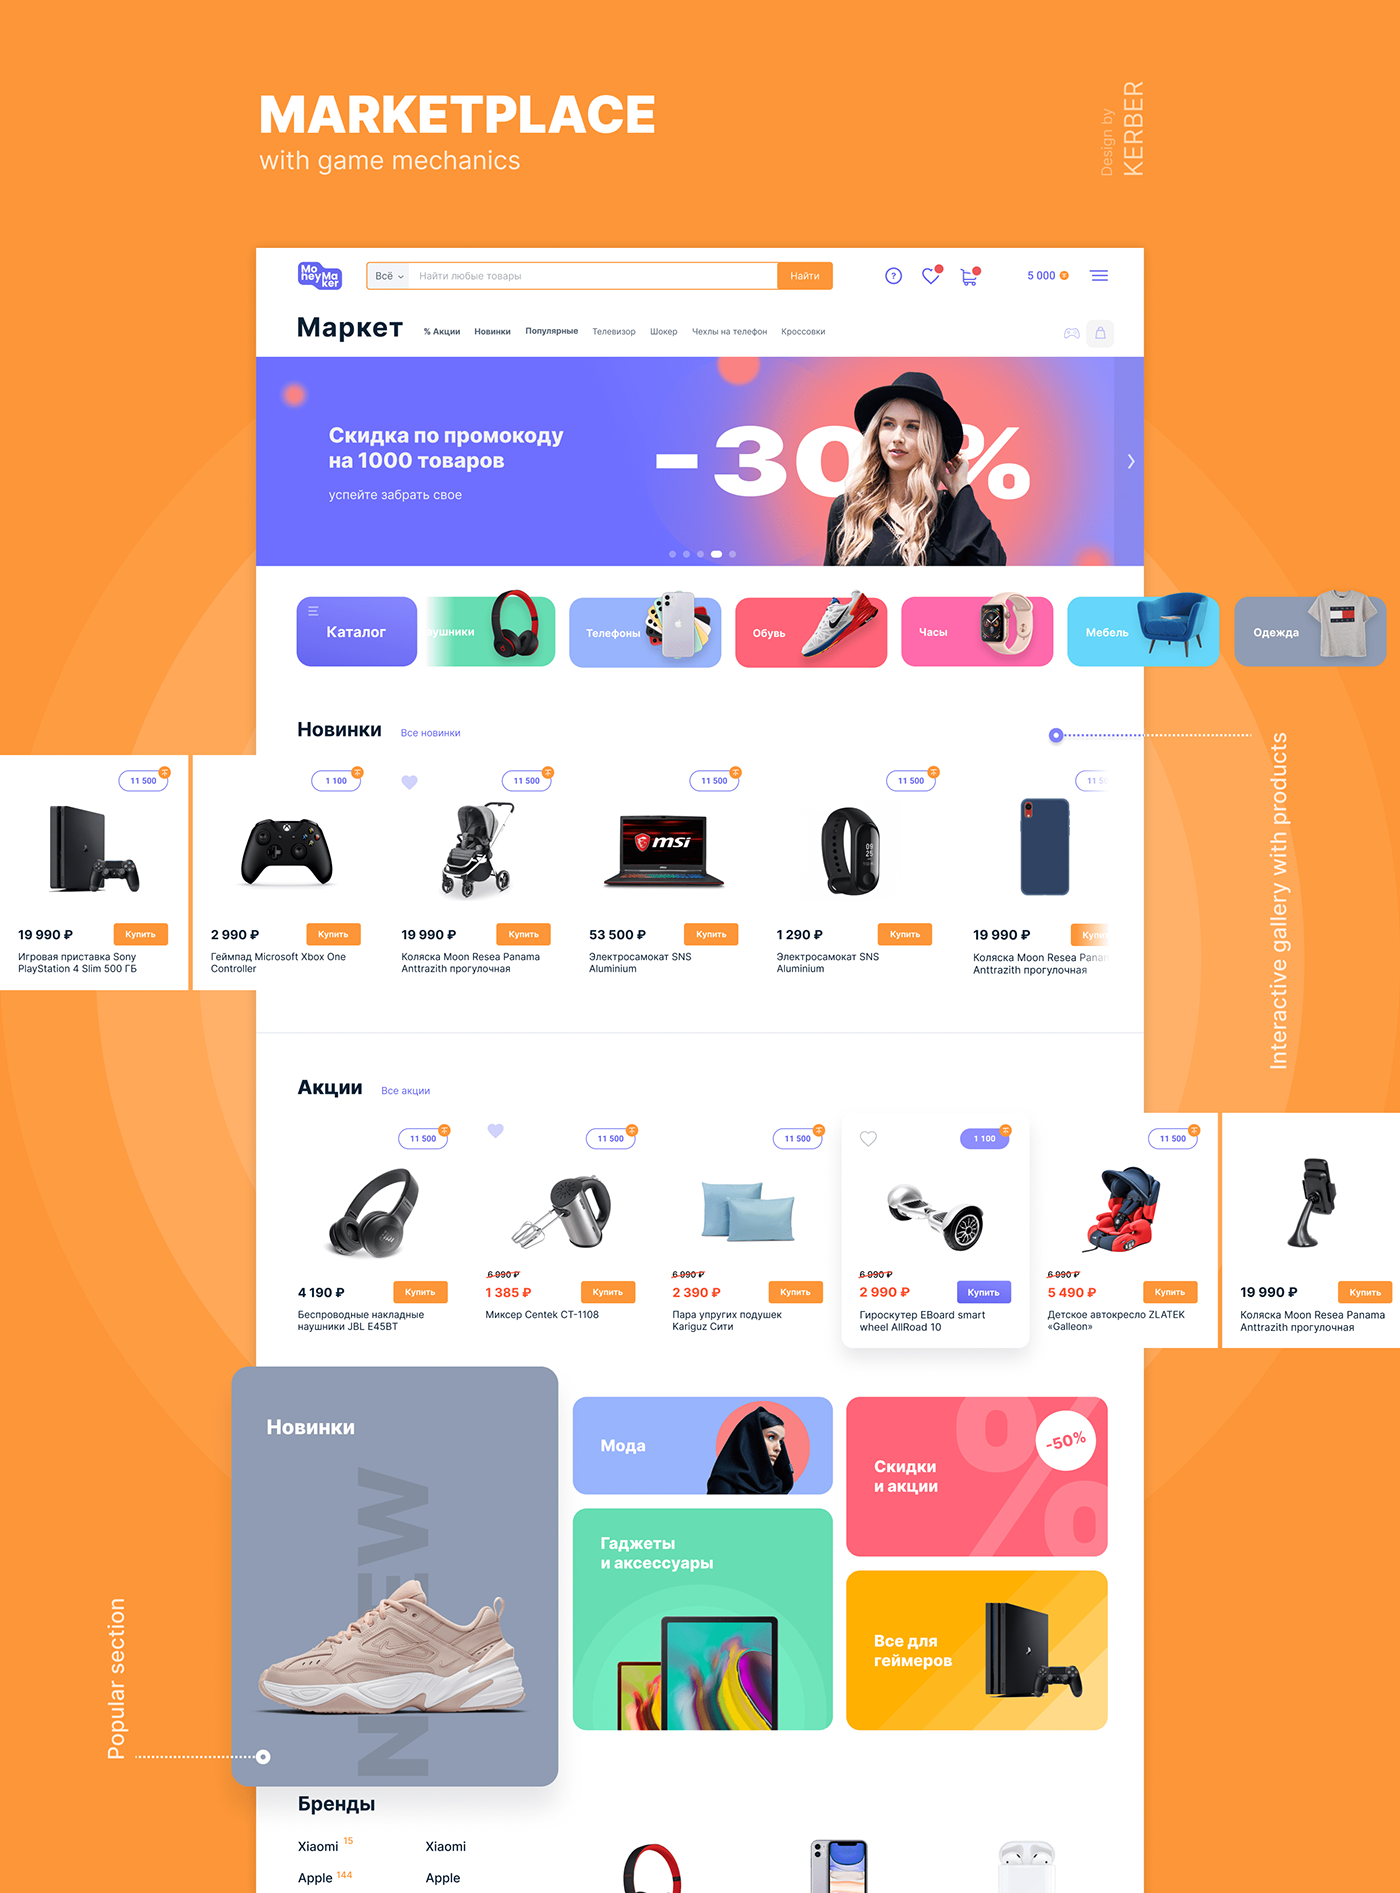 MARKETPLACE
with game mechanics
Design by
KERBER
Mo
ney Ma
ker
Всё
Найти любые товары
Найти
?
5 000
Маркет
% Акции
Новинки
Популярные
Телевизор
Шокер
Чехлы на телефон
Кроссовки
Скидка по промокоду
на 1000 товаров
успейте забрать свое
-30%
Каталог
аушники
Телефоны
Обувь
Часы
Мебель
Одежда
Новинки
Все новинки
Interactive gallery with products
11 500
1 100
11 500
11 500
11 500
11 5
msi
19 990 ₽
Купить
Игровая приставка Sony
PlayStation 4 Slim 500 ГБ
2 990 ₽
Купить
Геймпад Microsoft Xbox One
Controller
19 990 ₽
Купить
Коляска Moon Resea Panama
Anttrazith прогулочная
53 500 ₽
Купить
Электросамокат SNS
Aluminium
1 290 ₽
Купить
Электросамокат SNS
Aluminium
19 990 ₽
Купи
Коляска Moon Resea Panam
Anttrazith прогулочная
Акции
Все акции
11 500
11 500
11 500
1 100
11 500
4 190 ₽
Купить
Беспроводные накладные
наушники JBL E45BT
6 990 ₽
1 385 ₽
Купить
Миксер Centek CT-1108
6 990 ₽
2 390 ₽
Купить
Пара упругих подушек
Kariguz Сити
6 990 ₽
2 990 ₽
Купить
Гироскутер EBoard smart
wheel AllRoad 10
6 990 ₽
5 490 ₽
Купить
Детское автокресло ZLATEK
«Galleon»
19 990 ₽
Купить
Коляска Moon Resea Panama
Anttrazith прогулочная
Новинки
NEW
Мода
Гаджеты
и аксессуары
Скидки
и акции
-50%
%
Все для
геймеров
Popular section
Бренды
Xiaomi 15
Xiaomi
Apple 144
Apple